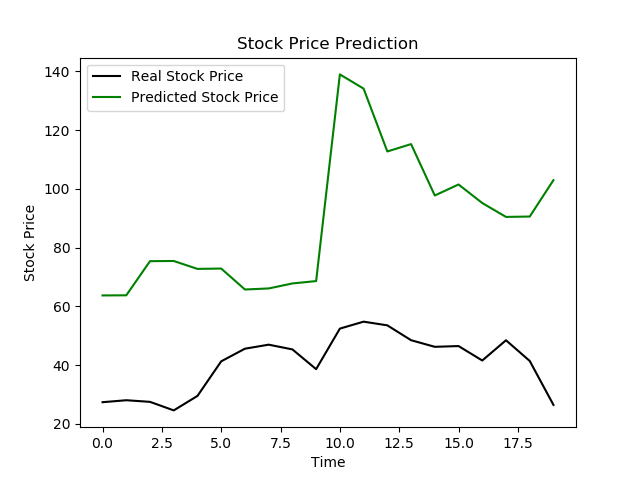 Stock Price Prediction
Real Stock Price
Predicted Stock Price
140
120
100
80
60
40
20
Stock Price
0.0 2.5 5.0 7.5 10.0 12.5 15.0 17.5
Time